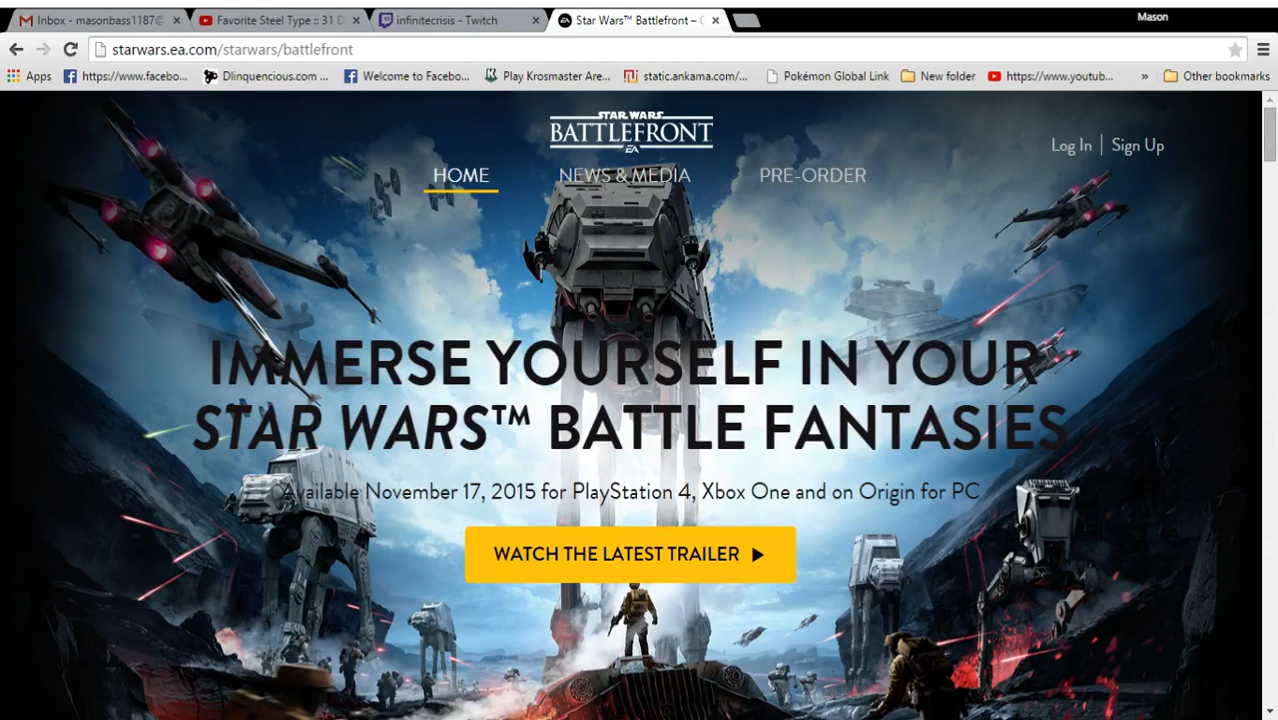 Inbox - masonbass1187@
Favorite Steel Type :: 31 D
infinitecrisis - Twitch
Star Wars™ Battlefront –
Mason
starwars.ea.com/starwars/battlefront
Apps
https://www.facebo...
Dlinquencious.com ...
Welcome to Facebo...
Play Krosmaster Are...
static.ankama.com/...
Pokémon Global Link
New folder
https://www.youtub...
»
Other bookmarks
STAR WARS
BATTLEFRONT
EA
Log In | Sign Up
HOME
NEWS & MEDIA
PRE-ORDER
IMMERSE YOURSELF IN YOUR
STAR WARS™ BATTLE FANTASIES
Available November 17, 2015 for PlayStation 4, Xbox One and on Origin for PC
WATCH THE LATEST TRAILER